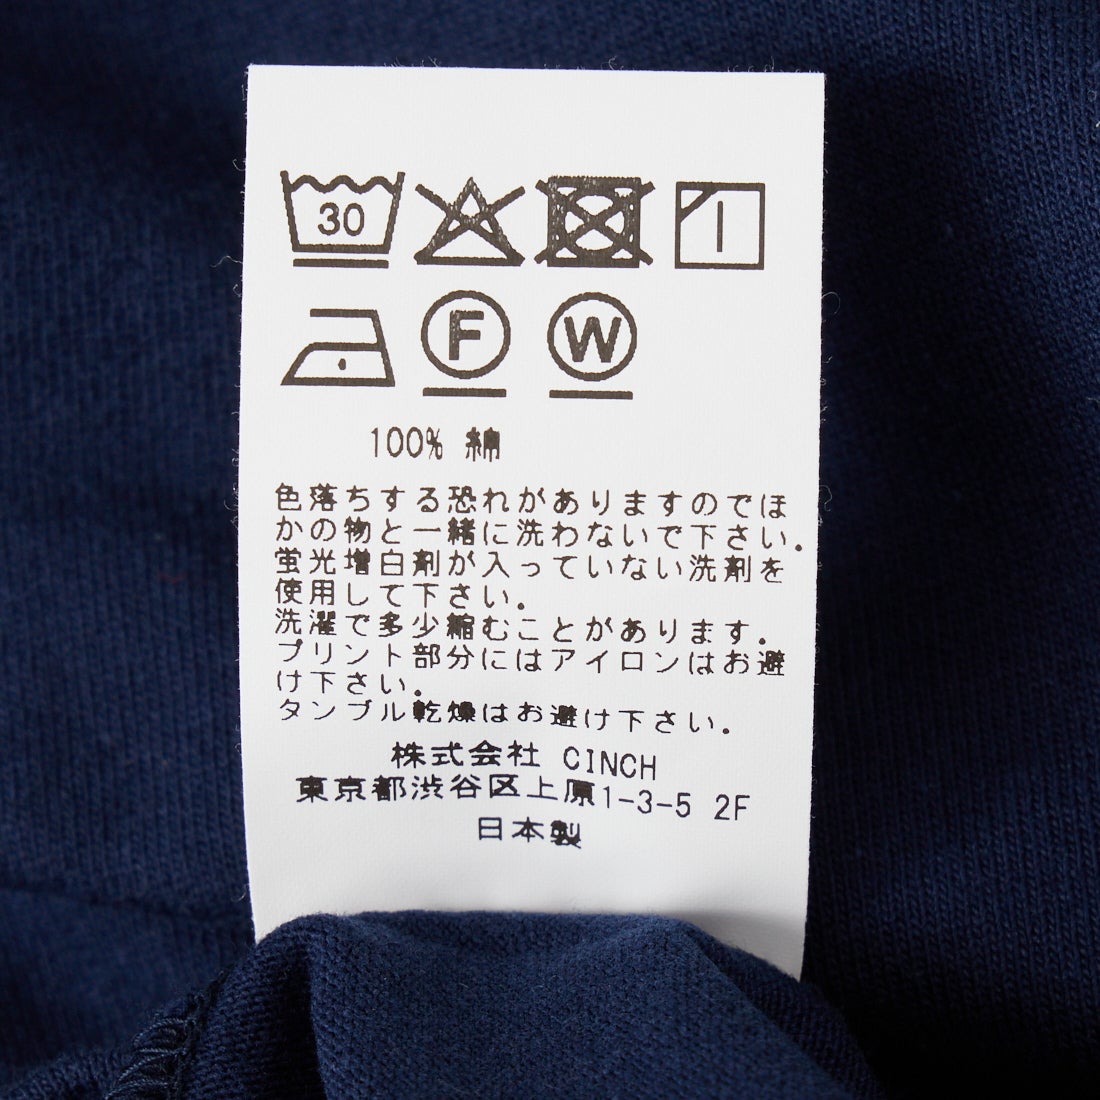 30
F W
100% 綿
色落ちする恐れがありますのでほ
かの物と一緒に洗わないで下さい.
蛍光増白剤が入っていない洗剤を
使用して下さい.
洗濯で多少縮むことがあります.
プリント部分にはアイロンはお避
け下さい.
タンブル乾燥はお避け下さい.
株式会社 CINCH
東京都渋谷区上原1-3-5 2F
日本製